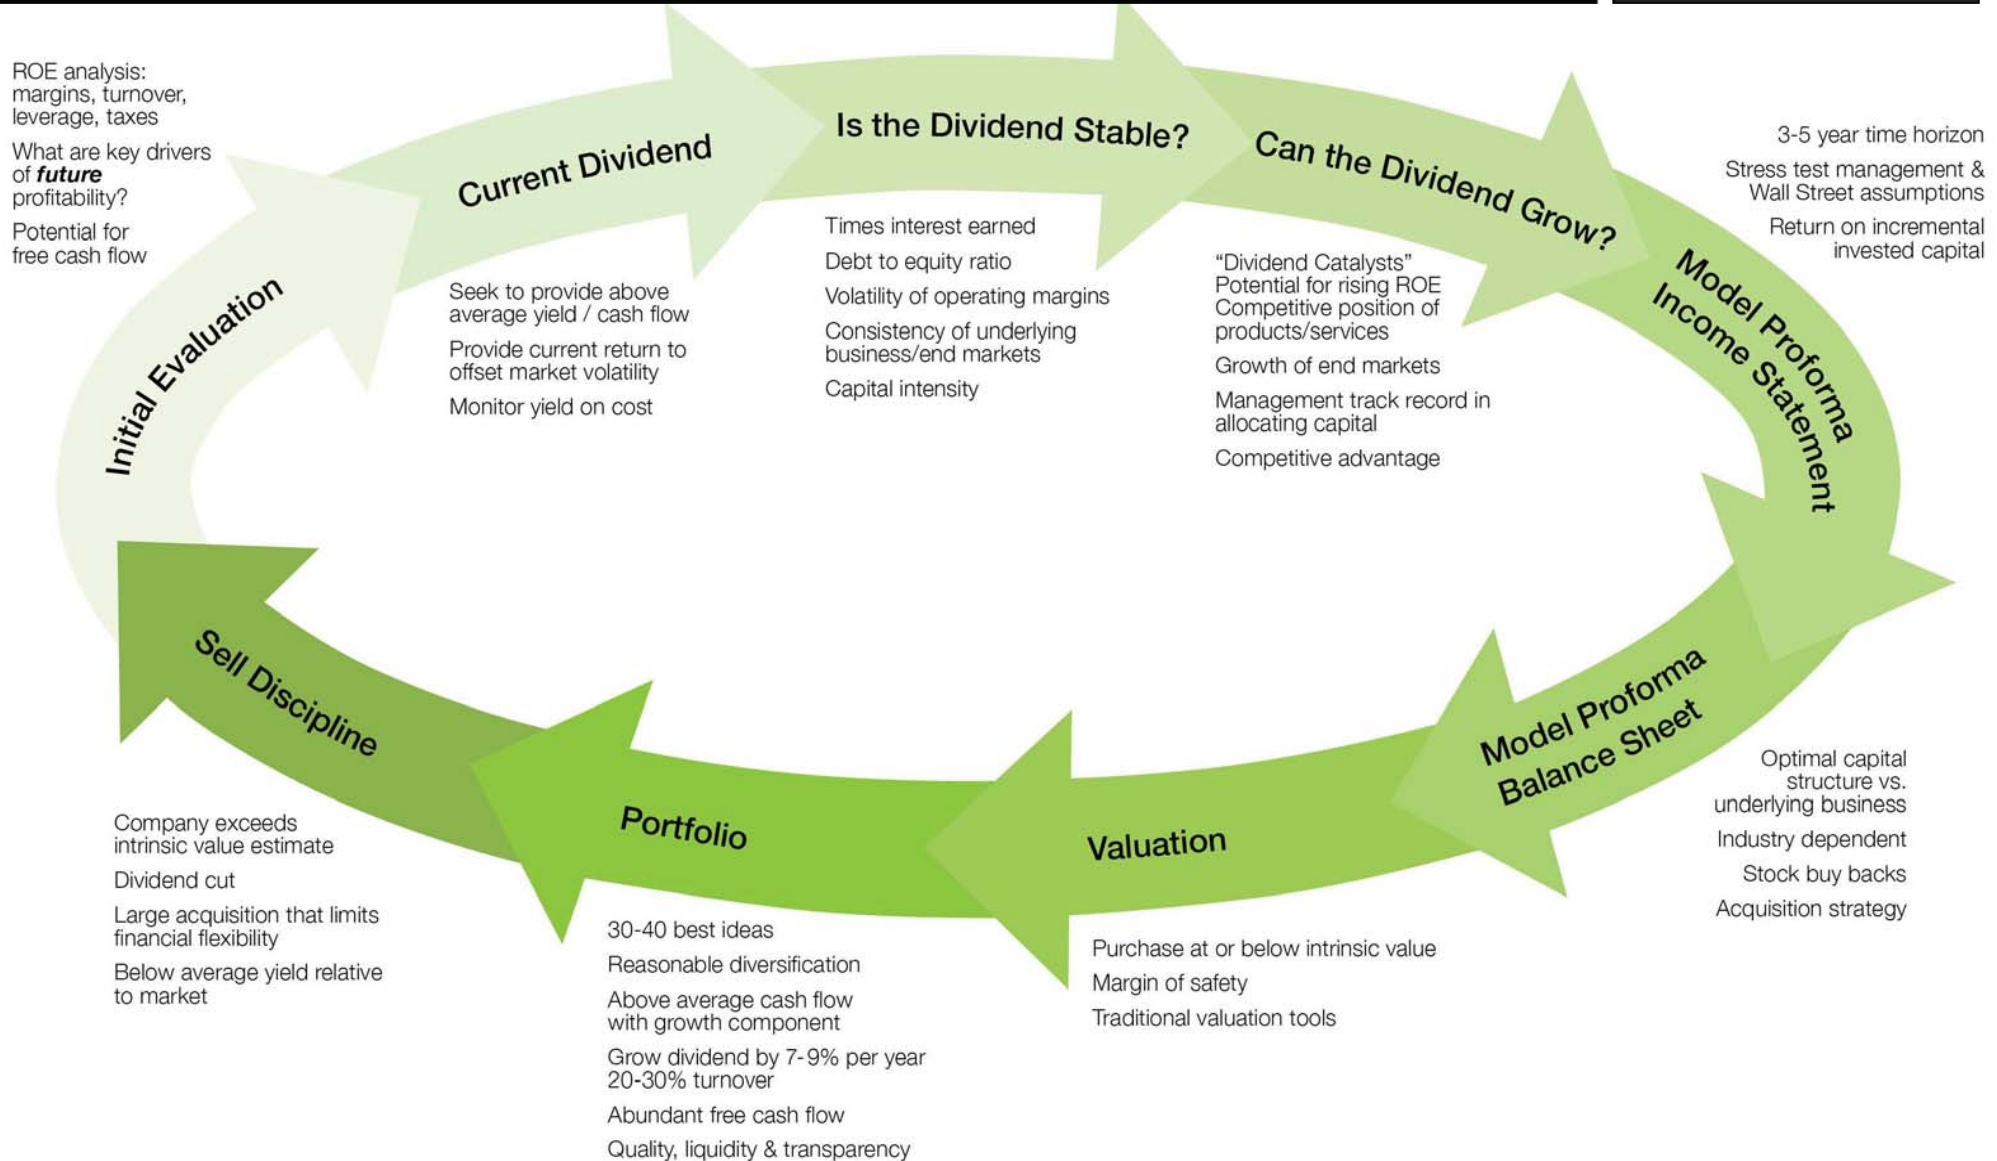 Initial Evaluation
ROE analysis:
margins, turnover,
leverage, taxes
What are key drivers
of future
profitability?
Potential for
free cash flow
Current Dividend
Seek to provide above
average yield / cash flow
Provide current return to
offset market volatility
Monitor yield on cost
Is the Dividend Stable?
Times interest earned
Debt to equity ratio
Volatility of operating margins
Consistency of underlying
business/end markets
Capital intensity
Can the Dividend Grow?
“Dividend Catalysts”
Potential for rising ROE
Competitive position of
products/services
Growth of end markets
Management track record in
allocating capital
Competitive advantage
Model Proforma
Income Statement
3-5 year time horizon
Stress test management &
Wall Street assumptions
Return on incremental
invested capital
Model Proforma
Balance Sheet
Optimal capital
structure vs.
underlying business
Industry dependent
Stock buy backs
Acquisition strategy
Valuation
Purchase at or below intrinsic value
Margin of safety
Traditional valuation tools
Portfolio
30-40 best ideas
Reasonable diversification
Above average cash flow
with growth component
Grow dividend by 7-9% per year
20-30% turnover
Abundant free cash flow
Quality, liquidity & transparency
Sell Discipline
Company exceeds
intrinsic value estimate
Dividend cut
Large acquisition that limits
financial flexibility
Below average yield relative
to market